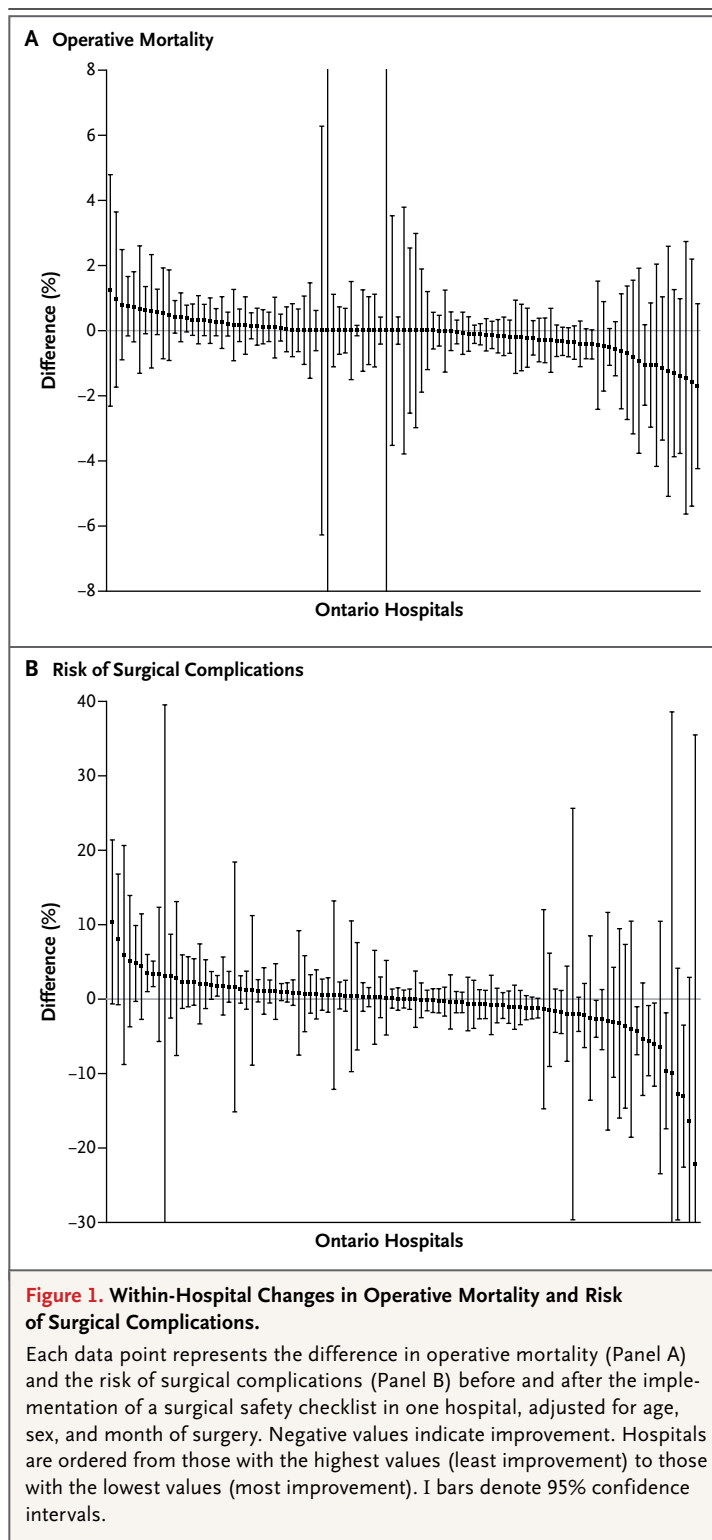 A Operative Mortality
8
6
4
2
0
–2
–4
–6
–8
Difference (%)
Ontario Hospitals
B Risk of Surgical Complications
40
30
20
10
0
–10
–20
–30
Difference (%)
Ontario Hospitals
Figure 1. Within-Hospital Changes in Operative Mortality and Risk
of Surgical Complications.
Each data point represents the difference in operative mortality (Panel A)
and the risk of surgical complications (Panel B) before and after the imple-
mentation of a surgical safety checklist in one hospital, adjusted for age,
sex, and month of surgery. Negative values indicate improvement. Hospitals
are ordered from those with the highest values (least improvement) to those
with the lowest values (most improvement). I bars denote 95% confidence
intervals.